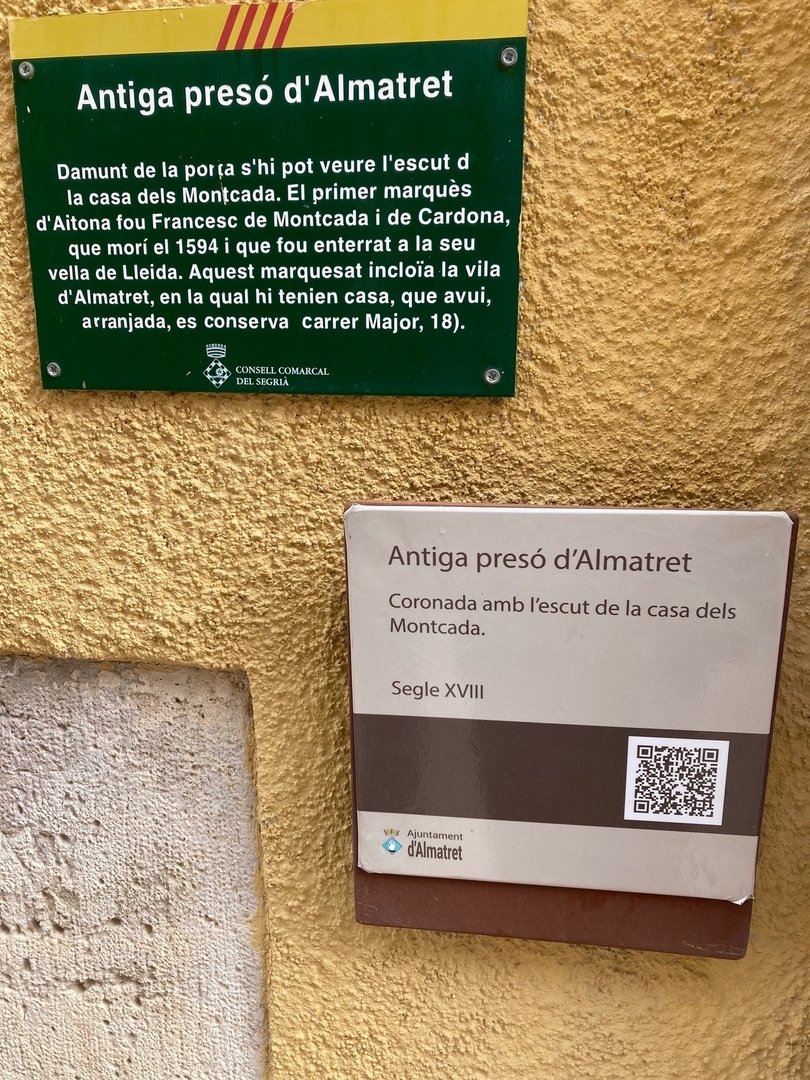 Antiga presó d'Almatret
Damunt de la porta s'hi pot veure l'escut d
la casa dels Montcada. El primer marquès
d'Aitona fou Francesc de Montcada i de Cardona,
que morí el 1594 i que fou enterrat a la seu
vella de Lleida. Aquest marquesat incloïa la vila
d'Almatret, en la qual hi tenien casa, que avui,
arranjada, es conserva carrer Major, 18).
CONSELL COMARCAL
DEL SEGRIÀ
Antiga presó d'Almatret
Coronada amb l'escut de la casa dels
Montcada.
Segle XVIII
Ajuntament
d'Almatret